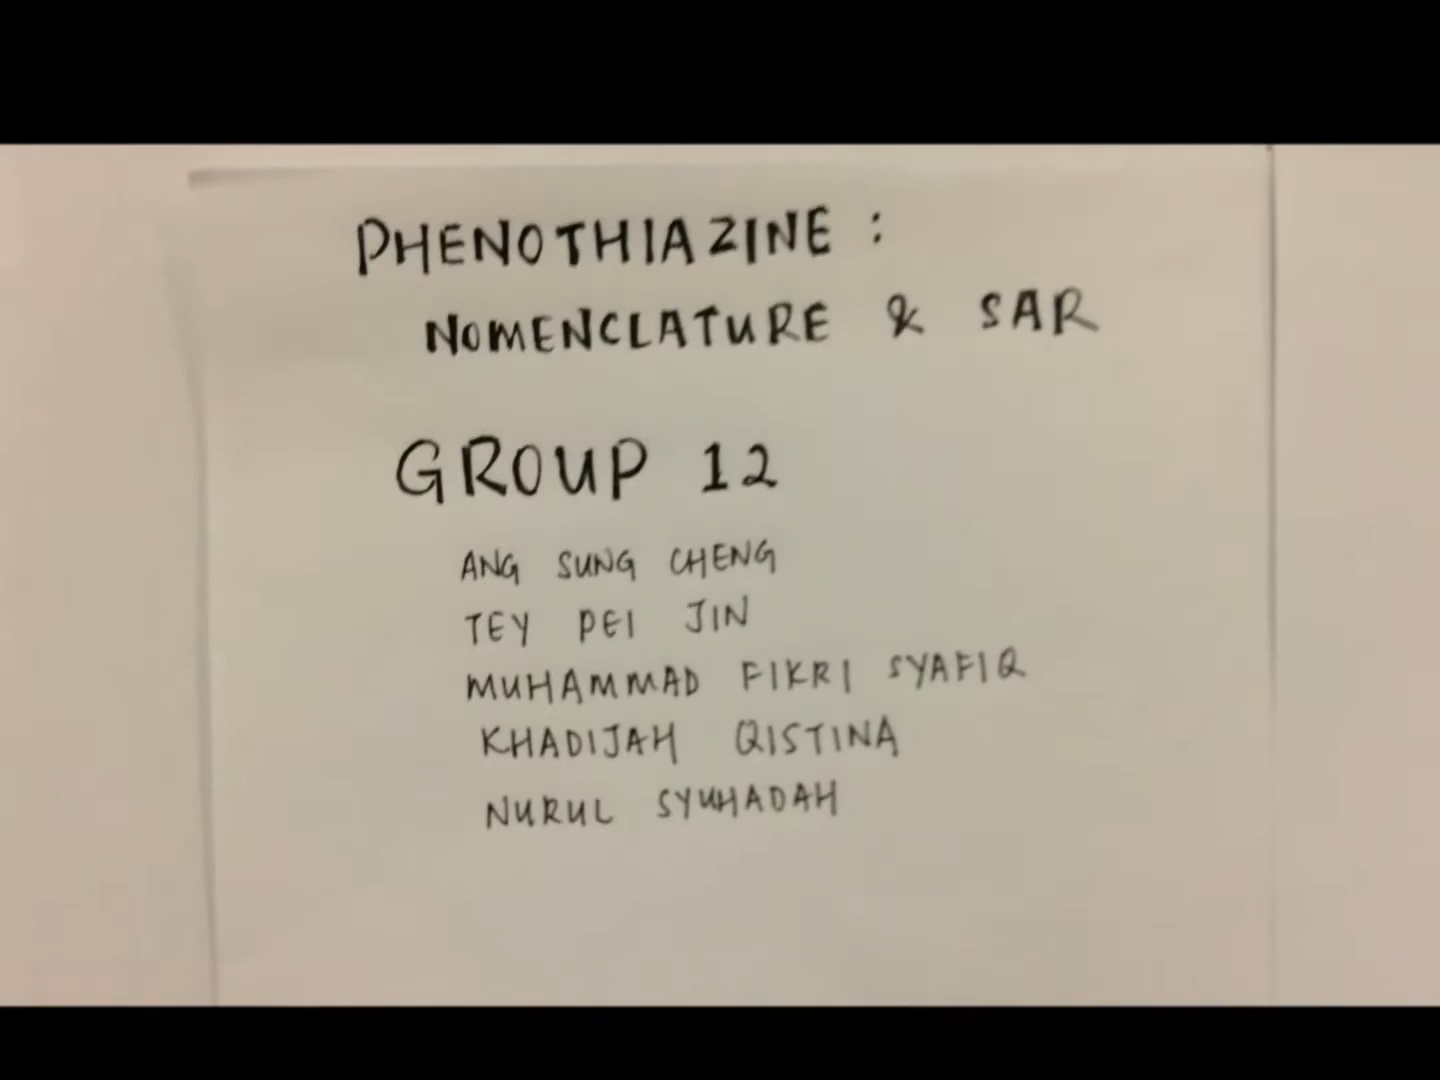 PHENOTHIAZINE :
NOMENCLATURE & SAR
GROUP 12
ANG SUNG CHENG
TEY PEI JIN
MUHAMMAD FIKRI SYAFIQ
KHADIJAH QISTINA
NURUL SYUHADAH